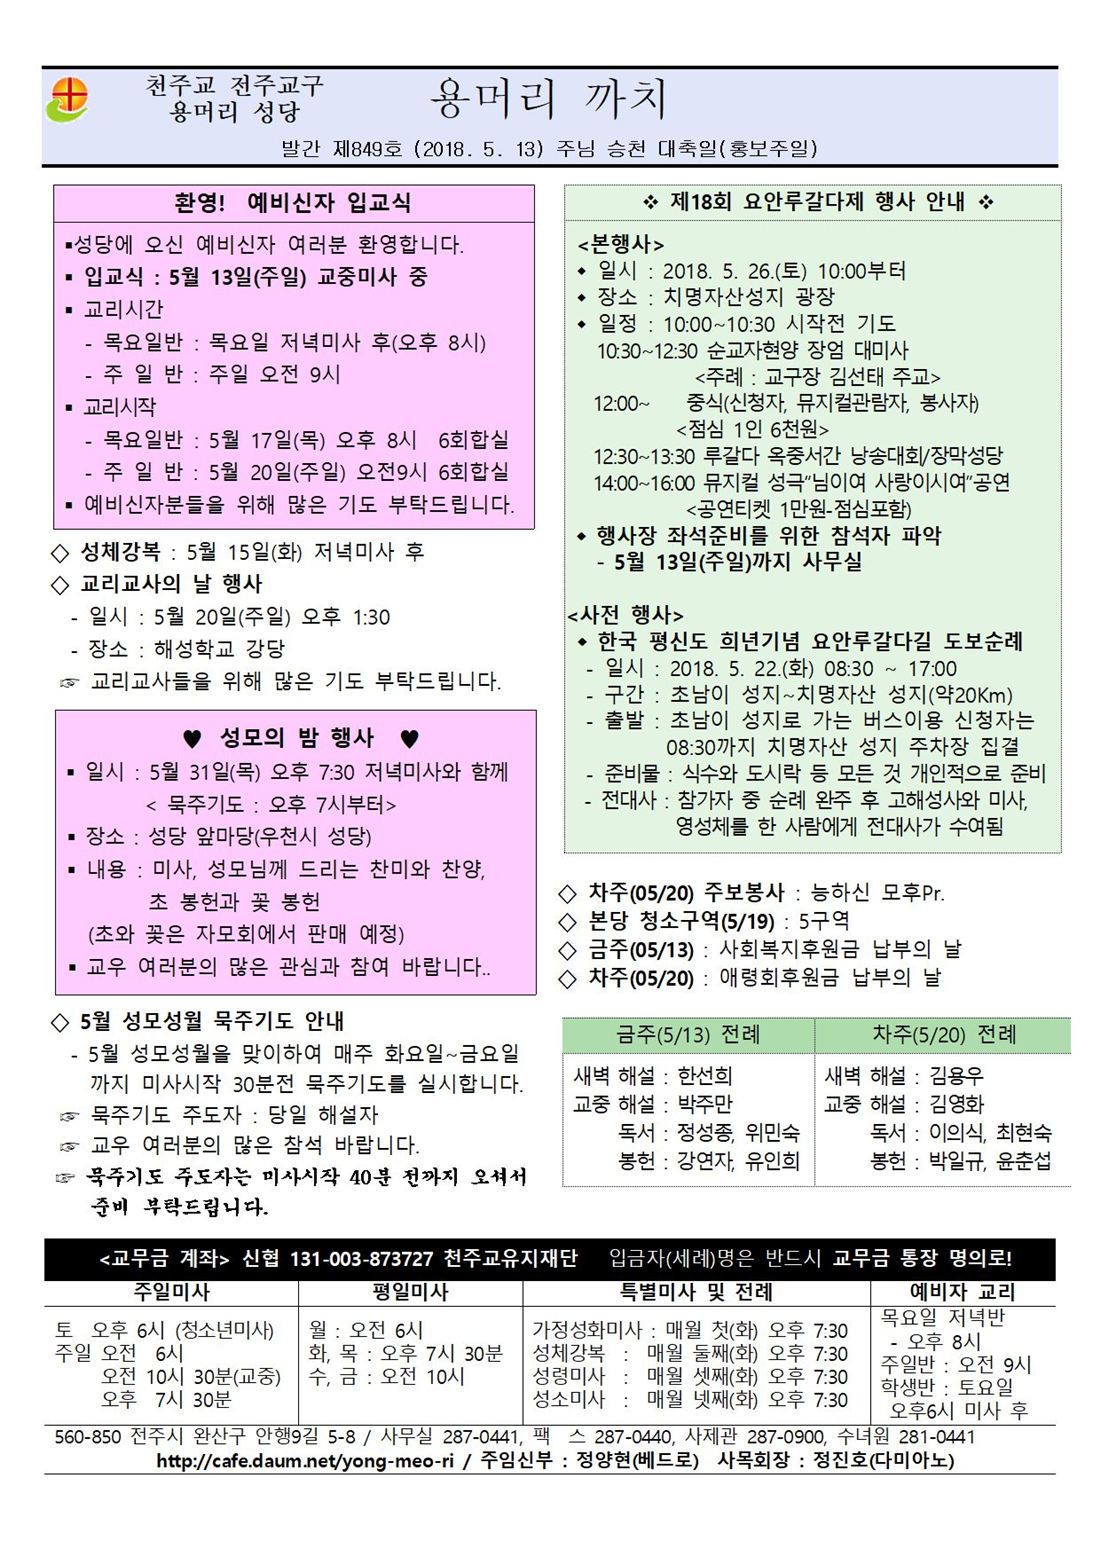 천주교 전주교구
용머리 성당
용머리 까치
발간 제849호 (2018. 5. 13) 주님 승천 대축일(홍보주일)
환영! 예비신자 입교식
▪성당에 오신 예비신자 여러분 환영합니다.
▪ 입교식 : 5월 13일(주일) 교중미사 중
▪ 교리시간
- 목요일반 : 목요일 저녁미사 후(오후 8시)
- 주 일 반 : 주일 오전 9시
▪ 교리시작
- 목요일반 : 5월 17일(목) 오후 8시 6회합실
- 주 일 반 : 5월 20일(주일) 오전9시 6회합실
▪ 예비신자분들을 위해 많은 기도 부탁드립니다.
◇ 성체강복 : 5월 15일(화) 저녁미사 후
◇ 교리교사의 날 행사
- 일시 : 5월 20일(주일) 오후 1:30
- 장소 : 해성학교 강당
☞ 교리교사들을 위해 많은 기도 부탁드립니다.
♥ 성모의 밤 행사 ♥
▪ 일시 : 5월 31일(목) 오후 7:30 저녁미사와 함께
< 묵주기도 : 오후 7시부터>
▪ 장소 : 성당 앞마당(우천시 성당)
▪ 내용 : 미사, 성모님께 드리는 찬미와 찬양,
초 봉헌과 꽃 봉헌
(초와 꽃은 자모회에서 판매 예정)
▪ 교우 여러분의 많은 관심과 참여 바랍니다..
◇ 5월 성모성월 묵주기도 안내
- 5월 성모성월을 맞이하여 매주 화요일~금요일
까지 미사시작 30분전 묵주기도를 실시합니다.
☞ 묵주기도 주도자 : 당일 해설자
☞ 교우 여러분의 많은 참석 바랍니다.
☞ 묵주기도 주도자는 미사시작 40분 전까지 오셔서
준비 부탁드립니다.
❖ 제18회 요안루갈다제 행사 안내 ❖
<본행사>
◆ 일시 : 2018. 5. 26.(토) 10:00부터
◆ 장소 : 치명자산성지 광장
◆ 일정 : 10:00~10:30 시작전 기도
10:30~12:30 순교자현양 장엄 대미사
<주례 : 교구장 김선태 주교>
12:00~ 중식(신청자, 뮤지컬관람자, 봉사자)
<점심 1인 6천원>
12:30~13:30 루갈다 옥중서간 낭송대회/장막성당
14:00~16:00 뮤지컬 성극"님이여 사랑이시여"공연
<공연티켓 1만원-점심포함)
◆ 행사장 좌석준비를 위한 참석자 파악
- 5월 13일(주일)까지 사무실
<사전 행사>
◆ 한국 평신도 희년기념 요안루갈다길 도보순례
- 일시 : 2018. 5. 22.(화) 08:30 ~ 17:00
- 구간 : 초남이 성지~치명자산 성지(약20Km)
- 출발 : 초남이 성지로 가는 버스이용 신청자는
08:30까지 치명자산 성지 주차장 집결
- 준비물 : 식수와 도시락 등 모든 것 개인적으로 준비
- 전대사 : 참가자 중 순례 완주 후 고해성사와 미사,
영성체를 한 사람에게 전대사가 수여됨
◇ 차주(05/20) 주보봉사 : 능하신 모후Pr.
◇ 본당 청소구역(5/19) : 5구역
◇ 금주(05/13) : 사회복지후원금 납부의 날
◇ 차주(05/20) : 애령회후원금 납부의 날
금주(5/13) 전례
새벽 해설 : 한선희
교중 해설 : 박주만
독서 : 정성종, 위민숙
봉헌 : 강연자, 유인희
차주(5/20) 전례
새벽 해설 : 김용우
교중 해설 : 김영화
독서 : 이의식, 최현숙
봉헌 : 박일규, 윤춘섭
<교무금 계좌> 신협 131-003-873727 천주교유지재단 입금자(세례)명은 반드시 교무금 통장 명의로!
주일미사
토 오후 6시 (청소년미사)
주일 오전 6시
오전 10시 30분(교중)
오후 7시 30분
평일미사
월 : 오전 6시
화, 목 : 오후 7시 30분
수, 금 : 오전 10시
특별미사 및 전례
가정성화미사 : 매월 첫(화) 오후 7:30
성체강복 : 매월 둘째(화) 오후 7:30
성령미사 : 매월 셋째(화) 오후 7:30
성소미사 : 매월 넷째(화) 오후 7:30
예비자 교리
목요일 저녁반
- 오후 8시
주일반 : 오전 9시
학생반 : 토요일
오후6시 미사 후
560-850 전주시 완산구 안행9길 5-8 / 사무실 287-0441, 팩 스 287-0440, 사제관 287-0900, 수녀원 281-0441
http://cafe.daum.net/yong-meo-ri / 주임신부 : 정양현(베드로) 사목회장 : 정진호(다미아노)